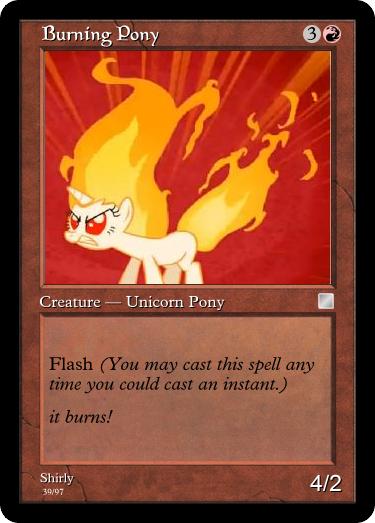 Burning Pony 3
Creature — Unicorn Pony
Flash (You may cast this spell any
time you could cast an instant.)
it burns!
Shirly
39/97
4/2